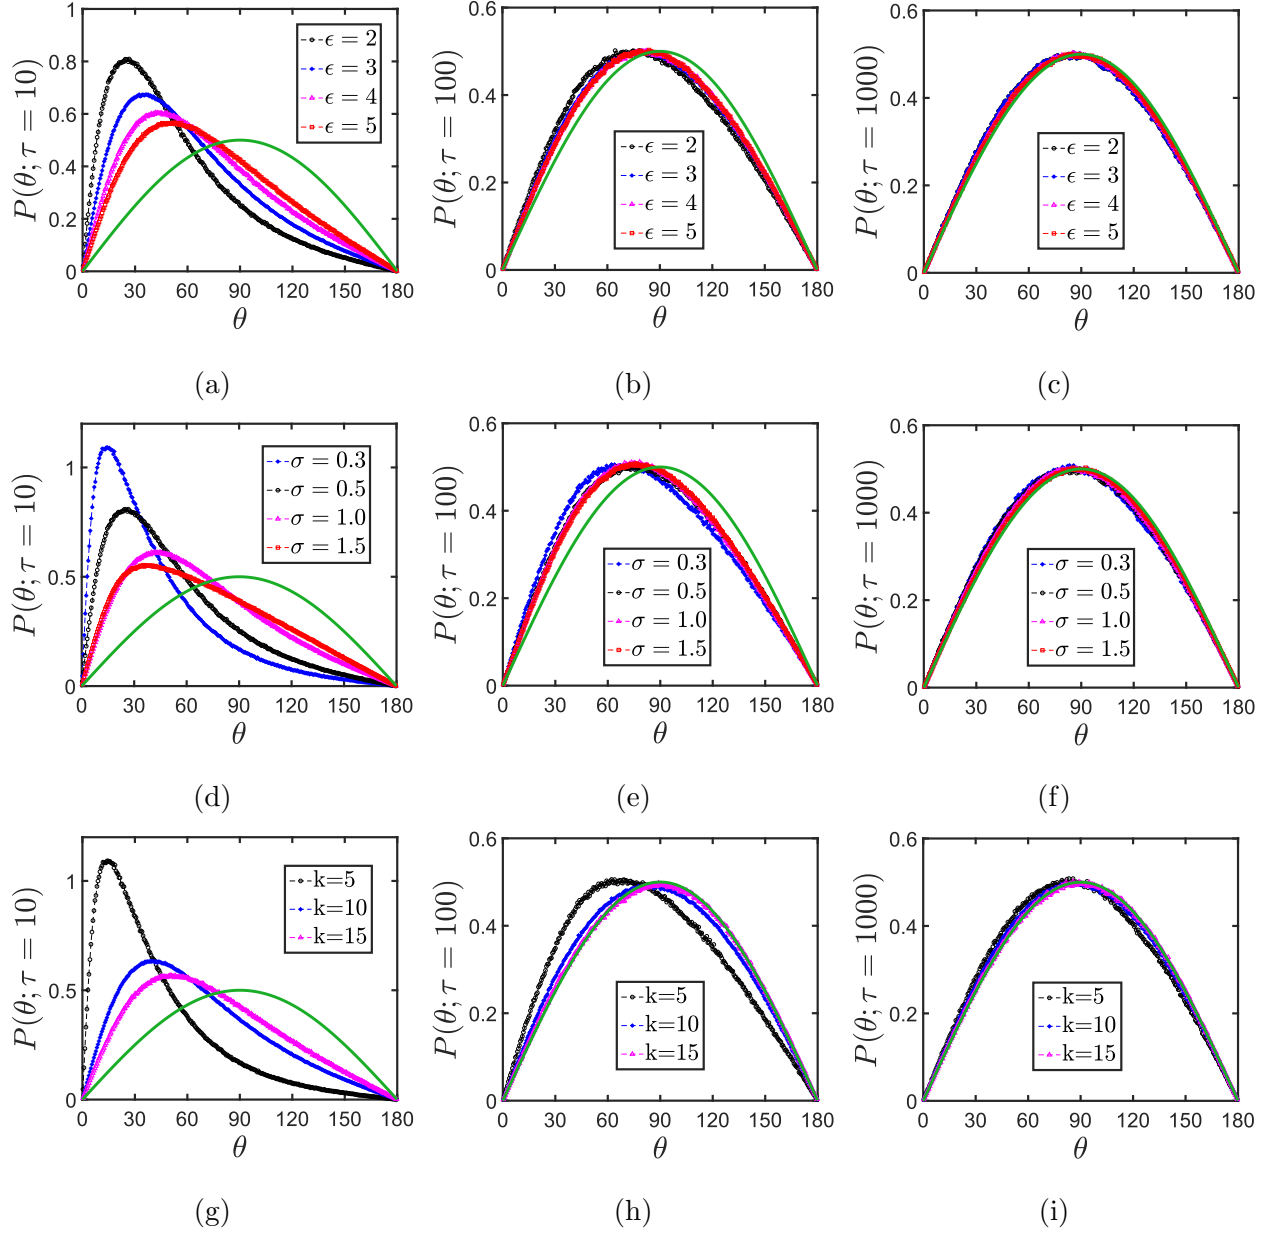 P(θ; τ = 10)
1
0.8
0.6
0.4
0.2
0
0 30 60 90 120 150 180
θ
ϵ = 2
ϵ = 3
ϵ = 4
ϵ = 5
(a)
P(θ; τ = 100)
0.6
0.4
0.2
0
0 30 60 90 120 150 180
θ
ϵ = 2
ϵ = 3
ϵ = 4
ϵ = 5
(b)
P(θ; τ = 1000)
0.6
0.4
0.2
0
0 30 60 90 120 150 180
θ
ϵ = 2
ϵ = 3
ϵ = 4
ϵ = 5
(c)
P(θ; τ = 10)
1
0.5
0
0 30 60 90 120 150 180
θ
σ = 0.3
σ = 0.5
σ = 1.0
σ = 1.5
(d)
P(θ; τ = 100)
0.6
0.4
0.2
0
0 30 60 90 120 150 180
θ
σ = 0.3
σ = 0.5
σ = 1.0
σ = 1.5
(e)
P(θ; τ = 1000)
0.6
0.4
0.2
0
0 30 60 90 120 150 180
θ
σ = 0.3
σ = 0.5
σ = 1.0
σ = 1.5
(f)
P(θ; τ = 10)
1
0.5
0
0 30 60 90 120 150 180
θ
k=5
k=10
k=15
(g)
P(θ; τ = 100)
0.6
0.4
0.2
0
0 30 60 90 120 150 180
θ
k=5
k=10
k=15
(h)
P(θ; τ = 1000)
0.6
0.4
0.2
0
0 30 60 90 120 150 180
θ
k=5
k=10
k=15
(i)